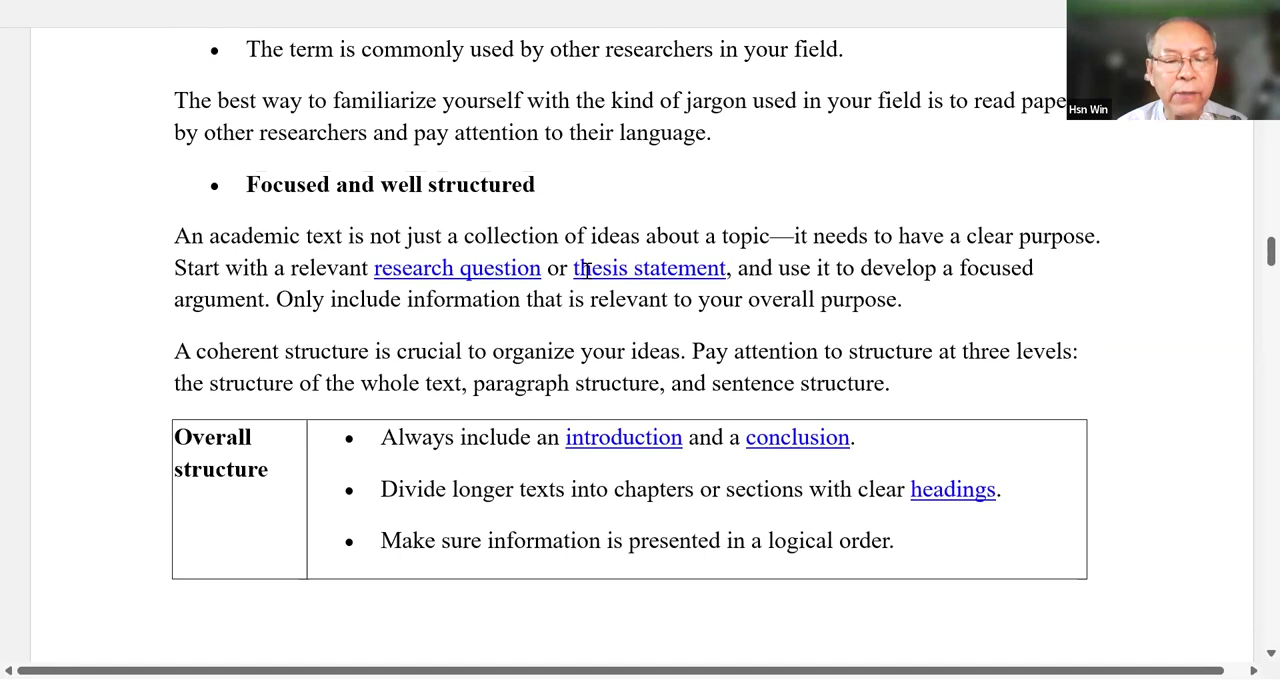 The term is commonly used by other researchers in your field.
The best way to familiarize yourself with the kind of jargon used in your field is to read pape
Hsn Win
by other researchers and pay attention to their language.
Focused and well structured
An academic text is not just a collection of ideas about a topic—it needs to have a clear purpose.
Start with a relevant research question or thesis statement, and use it to develop a focused
argument. Only include information that is relevant to your overall purpose.
A coherent structure is crucial to organize your ideas. Pay attention to structure at three levels:
the structure of the whole text, paragraph structure, and sentence structure.
Overall
structure
Always include an introduction and a conclusion.
Divide longer texts into chapters or sections with clear headings.
Make sure information is presented in a logical order.